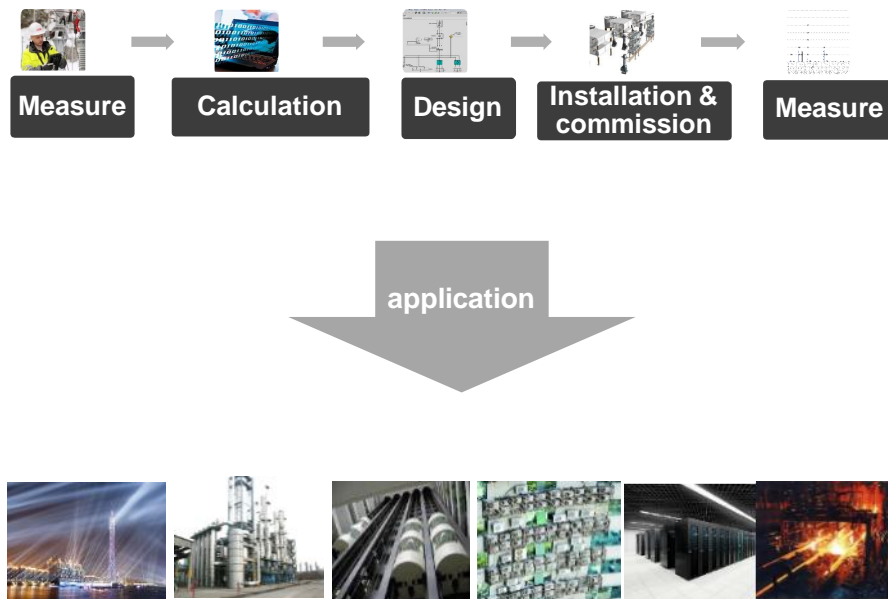 Measure
Calculation
Design
Installation &
commission
Measure
application